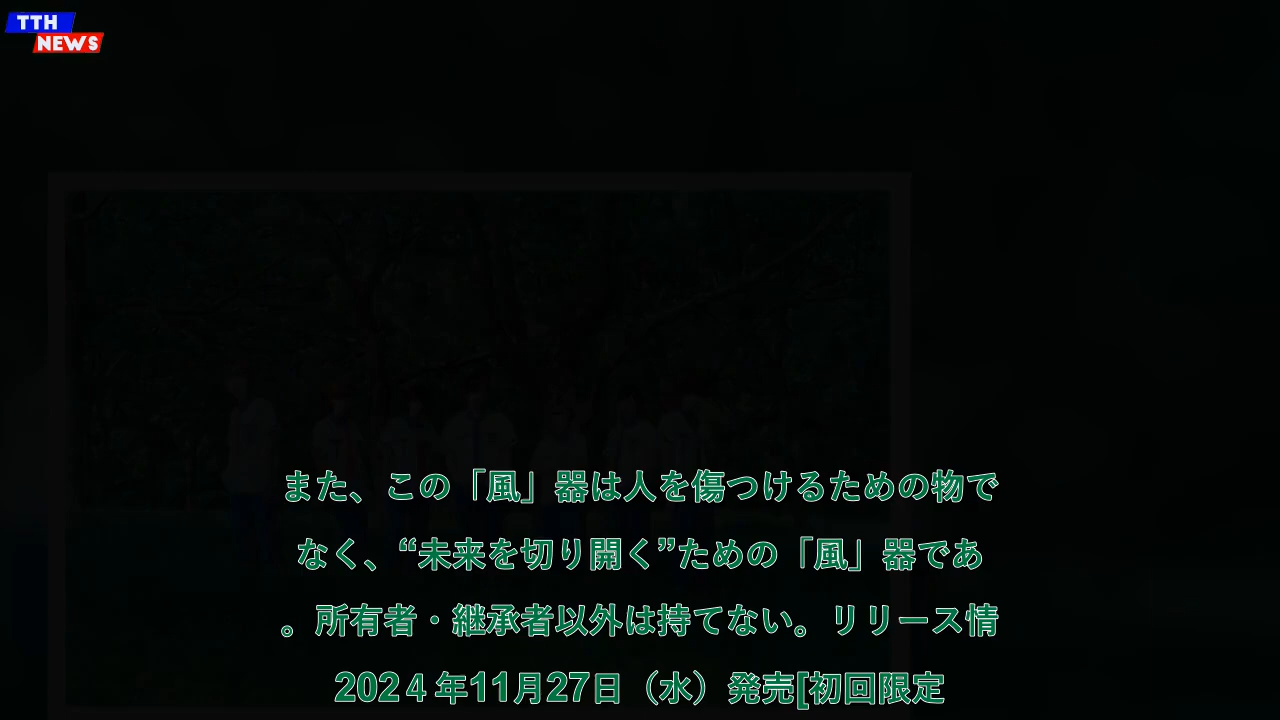 TTH
NEWS
また、この「風」器は人を傷つけるための物で
なく、“未来を切り開く”ための「風」器であ
。所有者・継承者以外は持てない。リリース情
2024年11月27日（水）発売[初回限定